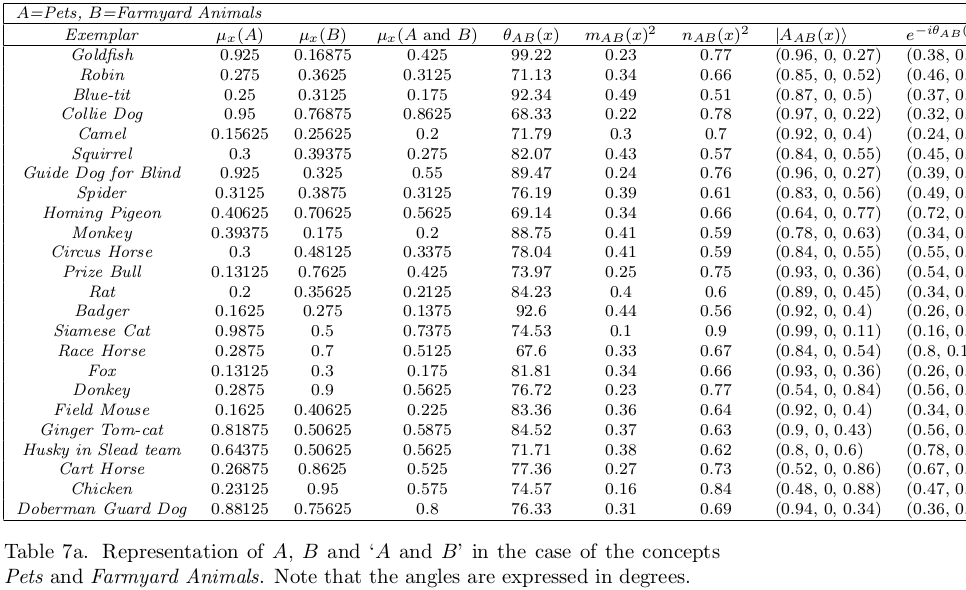 A=Pets, B=Farmyard Animals
Exemplar μx(A) μx(B) μx(A and B) θAB(x) mAB(x)² nAB(x)² |AAB(x)⟩ e−iθAB(
Goldfish 0.925 0.16875 0.425 99.22 0.23 0.77 (0.96, 0, 0.27) (0.38, 0.
Robin 0.275 0.3625 0.3125 71.13 0.34 0.66 (0.85, 0, 0.52) (0.46, 0.
Blue-tit 0.25 0.3125 0.175 92.34 0.49 0.51 (0.87, 0, 0.5) (0.37, 0.
Collie Dog 0.95 0.76875 0.8625 68.33 0.22 0.78 (0.97, 0, 0.22) (0.32, 0.
Camel 0.15625 0.25625 0.2 71.79 0.3 0.7 (0.92, 0, 0.4) (0.24, 0.
Squirrel 0.3 0.39375 0.275 82.07 0.43 0.57 (0.84, 0, 0.55) (0.45, 0.
Guide Dog for Blind 0.925 0.325 0.55 89.47 0.24 0.76 (0.96, 0, 0.27) (0.39, 0.
Spider 0.3125 0.3875 0.3125 76.19 0.39 0.61 (0.83, 0, 0.56) (0.49, 0.
Homing Pigeon 0.40625 0.70625 0.5625 69.14 0.34 0.66 (0.64, 0, 0.77) (0.72, 0.
Monkey 0.39375 0.175 0.2 88.75 0.41 0.59 (0.78, 0, 0.63) (0.34, 0.
Circus Horse 0.3 0.48125 0.3375 78.04 0.41 0.59 (0.84, 0, 0.55) (0.55, 0.
Prize Bull 0.13125 0.7625 0.425 73.97 0.25 0.75 (0.93, 0, 0.36) (0.54, 0.
Rat 0.2 0.35625 0.2125 84.23 0.4 0.6 (0.89, 0, 0.45) (0.34, 0.
Badger 0.1625 0.275 0.1375 92.6 0.44 0.56 (0.92, 0, 0.4) (0.26, 0.
Siamese Cat 0.9875 0.5 0.7375 74.53 0.1 0.9 (0.99, 0, 0.11) (0.16, 0.
Race Horse 0.2875 0.7 0.5125 67.6 0.33 0.67 (0.84, 0, 0.54) (0.8, 0.1
Fox 0.13125 0.3 0.175 81.81 0.34 0.66 (0.93, 0, 0.36) (0.26, 0.
Donkey 0.2875 0.9 0.5625 76.72 0.23 0.77 (0.54, 0, 0.84) (0.56, 0.
Field Mouse 0.1625 0.40625 0.225 83.36 0.36 0.64 (0.92, 0, 0.4) (0.34, 0.
Ginger Tom-cat 0.81875 0.50625 0.5875 84.52 0.37 0.63 (0.9, 0, 0.43) (0.56, 0.
Husky in Slead team 0.64375 0.50625 0.5625 71.71 0.38 0.62 (0.8, 0, 0.6) (0.78, 0.
Cart Horse 0.26875 0.8625 0.525 77.36 0.27 0.73 (0.52, 0, 0.86) (0.67, 0.
Chicken 0.23125 0.95 0.575 74.57 0.16 0.84 (0.48, 0, 0.88) (0.47, 0.
Doberman Guard Dog 0.88125 0.75625 0.8 76.33 0.31 0.69 (0.94, 0, 0.34) (0.36, 0.
Table 7a. Representation of A, B and ‘A and B’ in the case of the concepts
Pets and Farmyard Animals. Note that the angles are expressed in degrees.